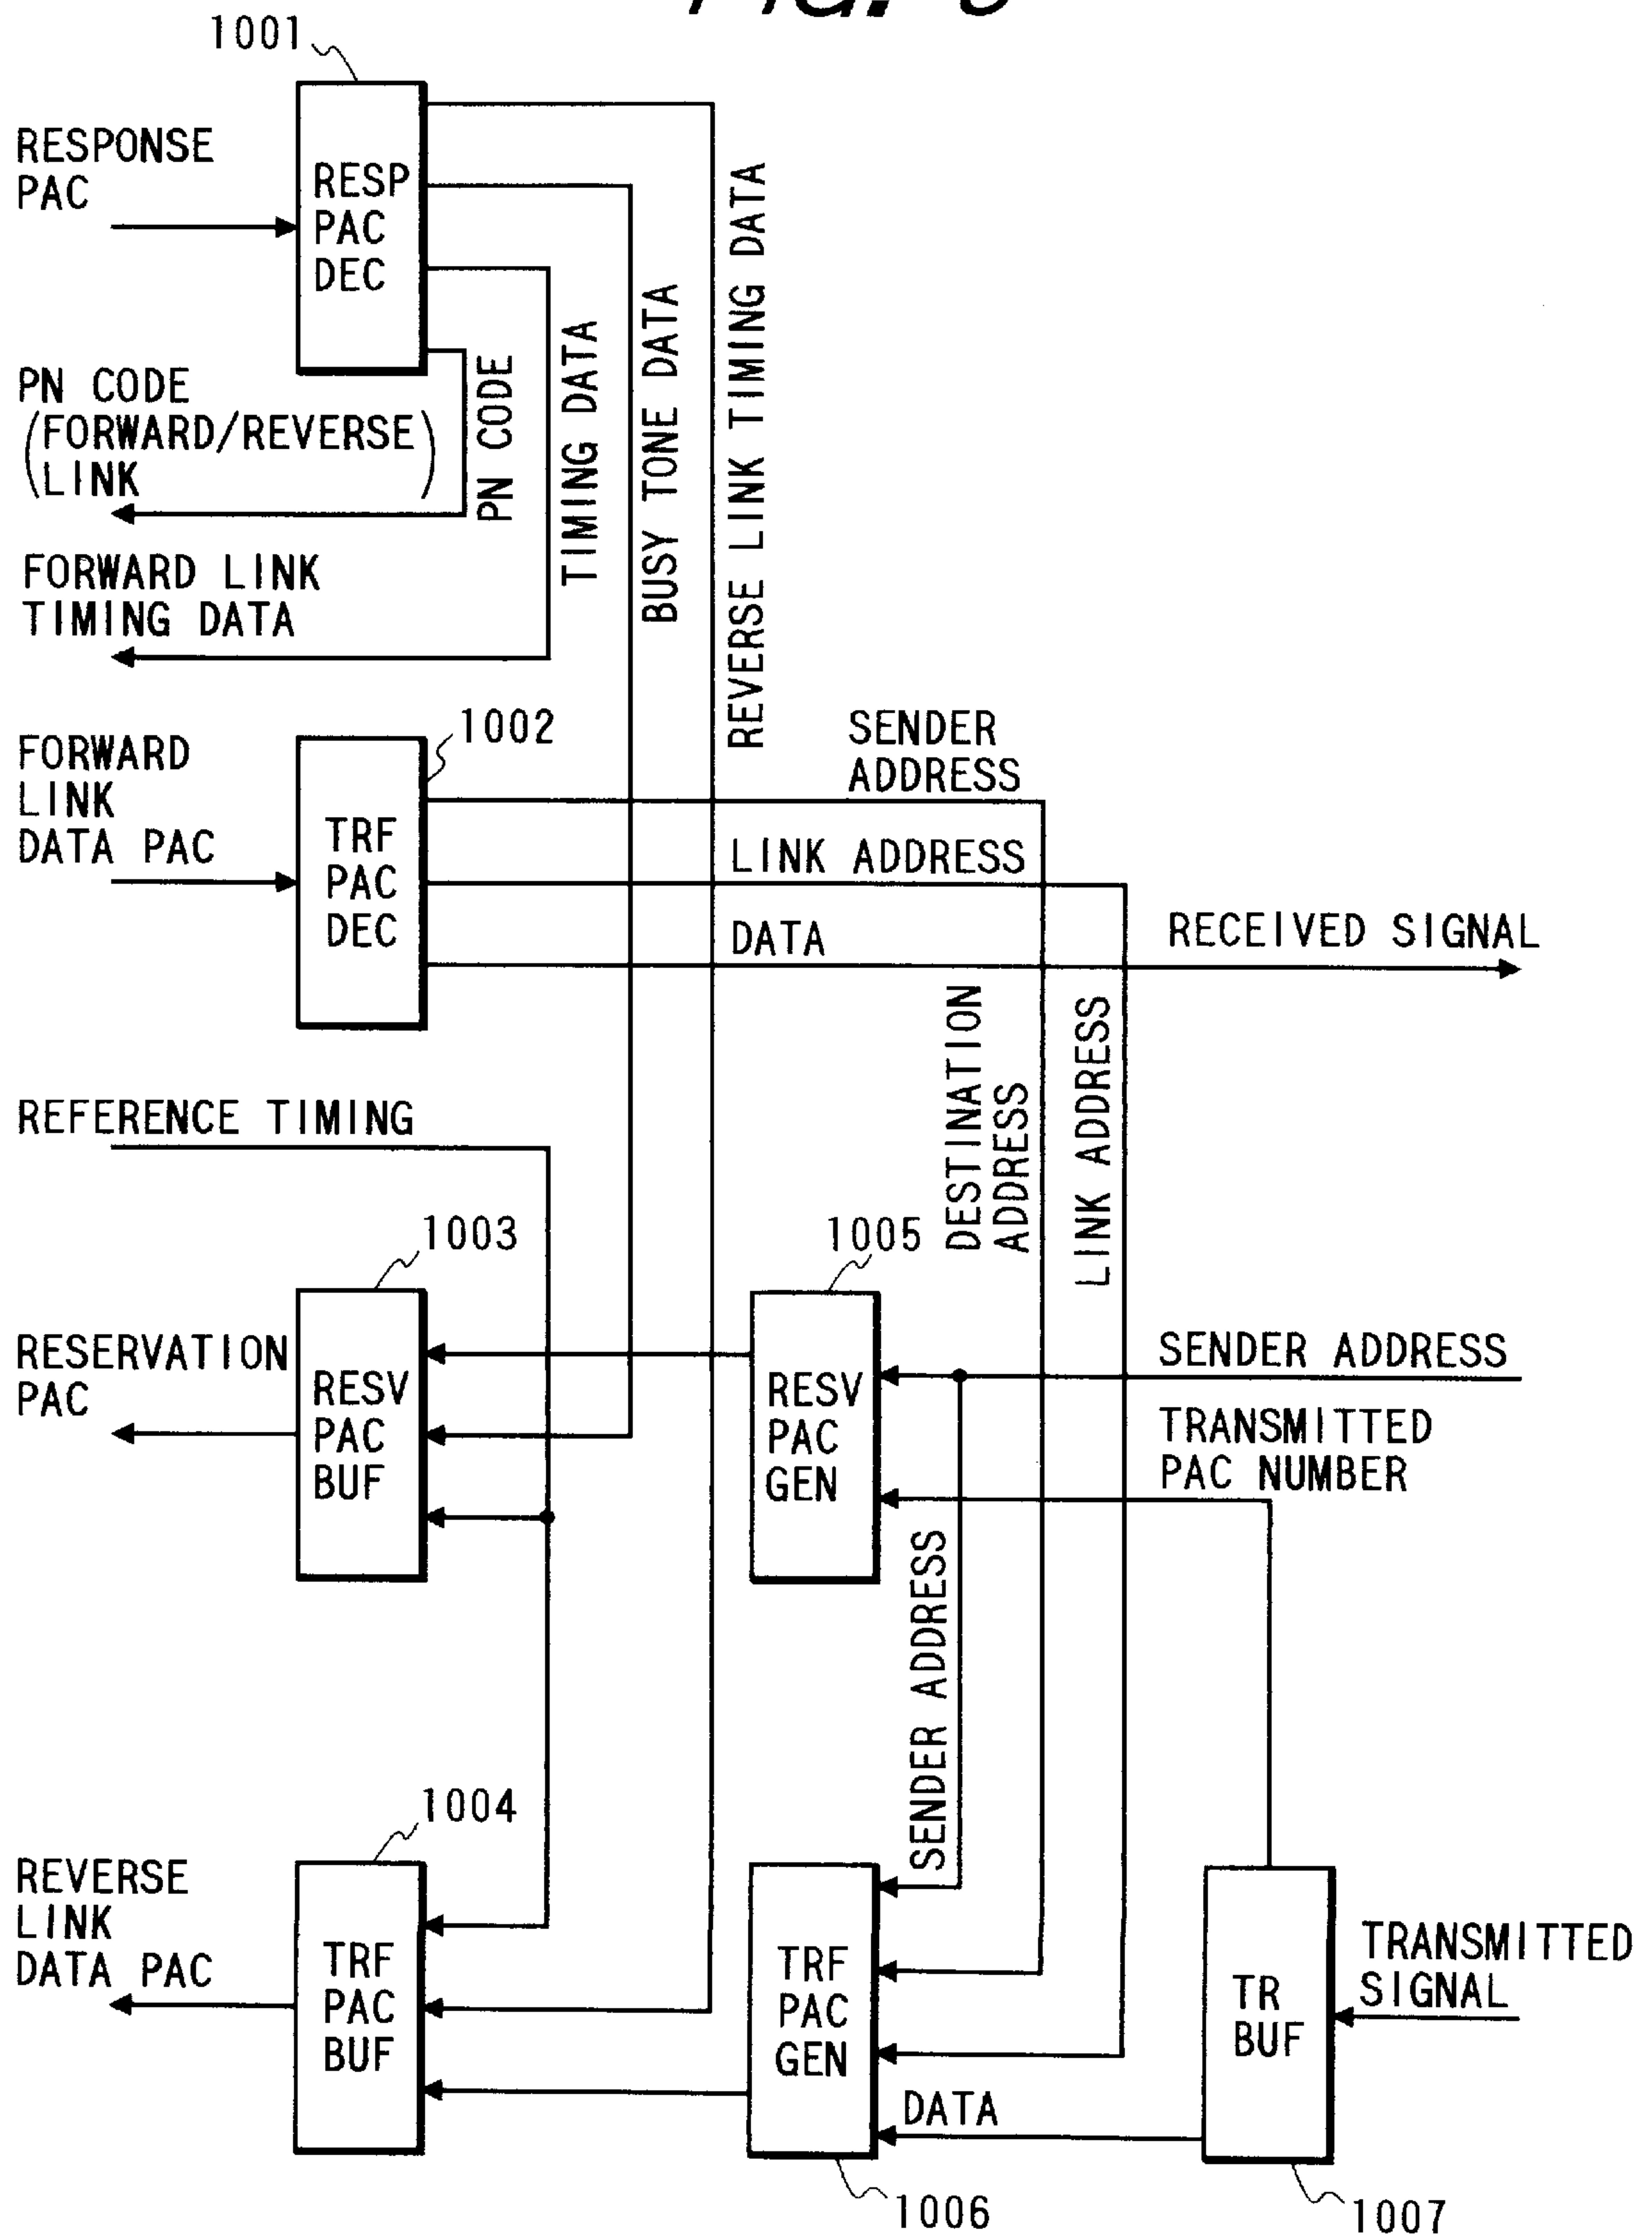 1001
RESPONSE
PAC
RESP
PAC
DEC
PN CODE
(FORWARD/REVERSE)
LINK
PN CODE
TIMING DATA
BUSY TONE DATA
REVERSE LINK TIMING DATA
FORWARD LINK
TIMING DATA
1002
FORWARD
LINK
DATA PAC
TRF
PAC
DEC
SENDER
ADDRESS
LINK ADDRESS
DATA
RECEIVED SIGNAL
DESTINATION
ADDRESS
LINK ADDRESS
REFERENCE TIMING
1003
RESERVATION
PAC
RESV
PAC
BUF
1005
RESV
PAC
GEN
SENDER ADDRESS
TRANSMITTED
PAC NUMBER
SENDER ADDRESS
1004
REVERSE
LINK
DATA PAC
TRF
PAC
BUF
TRF
PAC
GEN
DATA
1006
TR
BUF
TRANSMITTED
SIGNAL
1007